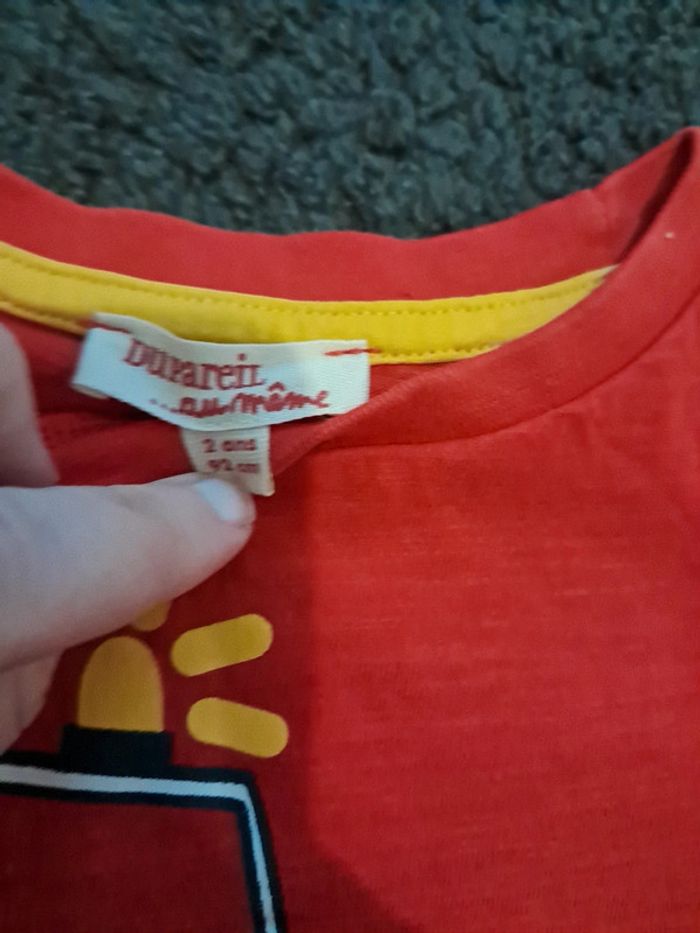 DUPareiL
...au même
2 ans
92 cm